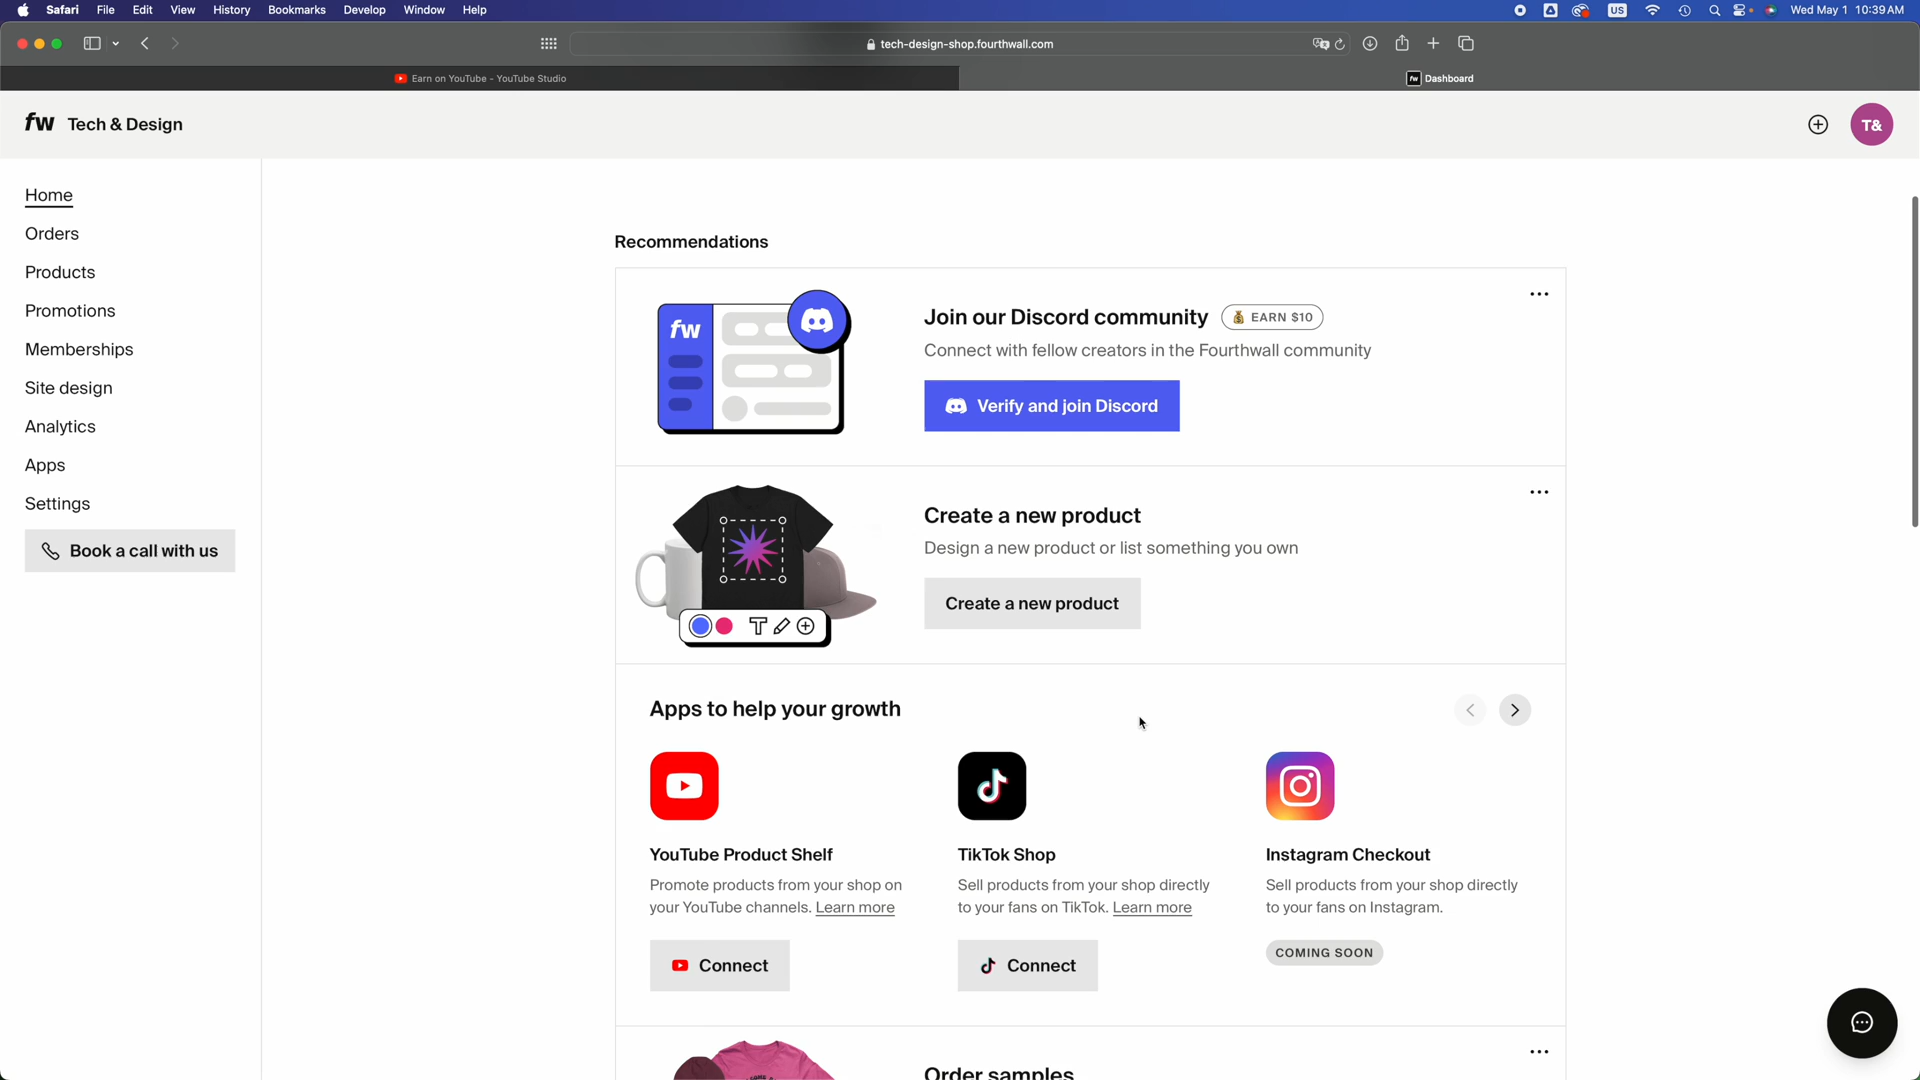 Safari File Edit View History Bookmarks Develop Window Help
US
Wed May 1 10:39 AM
tech-design-shop.fourthwall.com
Earn on YouTube - YouTube Studio
fw Dashboard
fw Tech & Design
T&
Home
Orders
Products
Promotions
Memberships
Site design
Analytics
Apps
Settings
Book a call with us
Recommendations
fw
Join our Discord community
EARN $10
Connect with fellow creators in the Fourthwall community
Verify and join Discord
Create a new product
Design a new product or list something you own
Create a new product
T
Apps to help your growth
YouTube Product Shelf
Promote products from your shop on
your YouTube channels. Learn more
Connect
TikTok Shop
Sell products from your shop directly
to your fans on TikTok. Learn more
Connect
Instagram Checkout
Sell products from your shop directly
to your fans on Instagram.
COMING SOON
Order samples